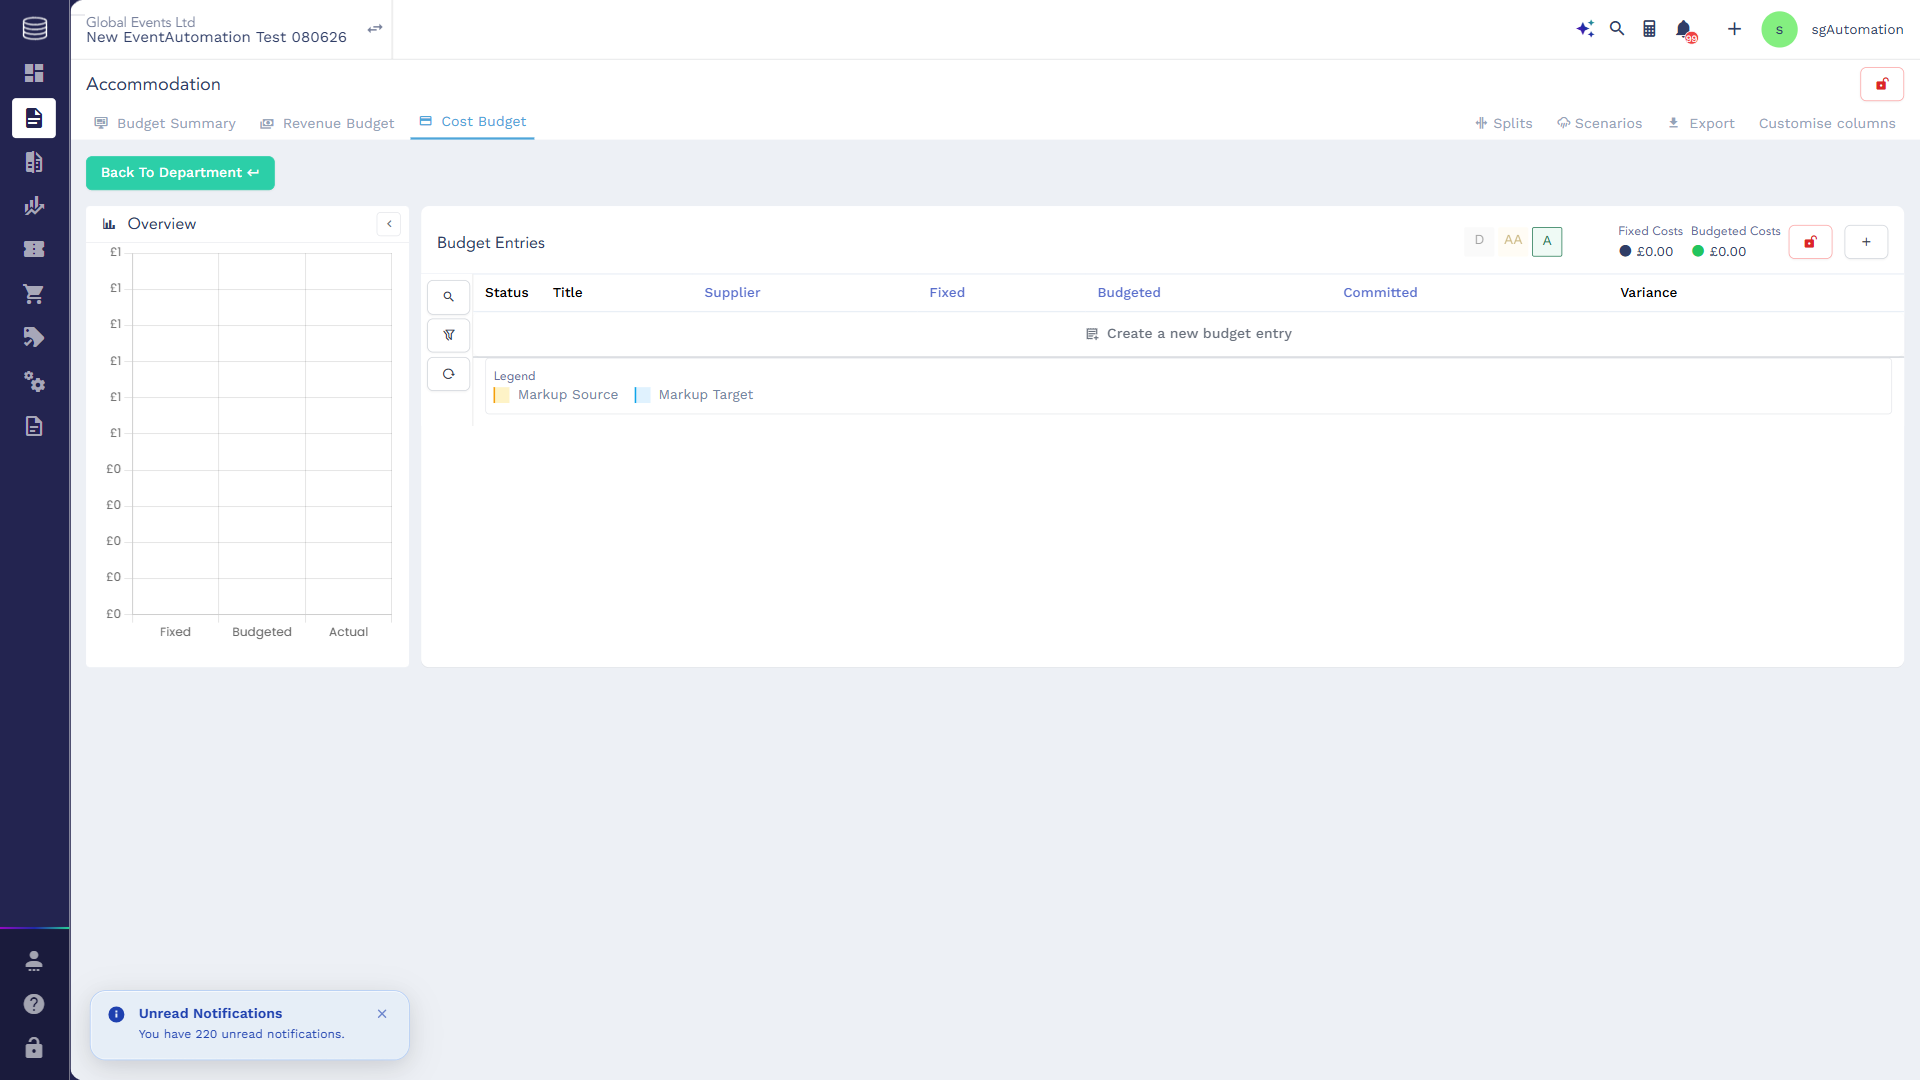 Global Events Ltd
New EventAutomation Test 080626
99
s
sgAutomation
Accommodation
Budget Summary
Revenue Budget
Cost Budget
Splits
Scenarios
Export
Customise columns
Back To Department ↵
Overview
£1
£1
£1
£1
£1
£1
£0
£0
£0
£0
£0
Fixed
Budgeted
Actual
Budget Entries
D
AA
A
Fixed Costs
£0.00
Budgeted Costs
£0.00
+
Status Title Supplier Fixed Budgeted Committed Variance
Create a new budget entry
Legend
Markup Source
Markup Target
Unread Notifications
You have 220 unread notifications.